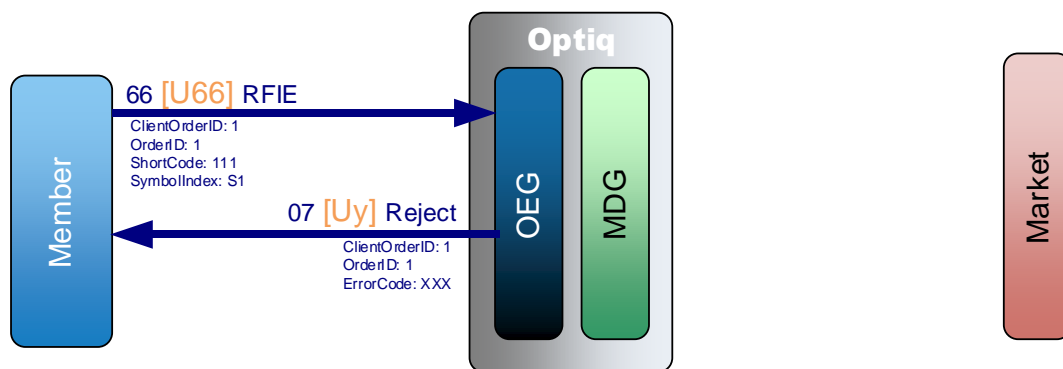 Optiq
Member
66 [U66] RFIE
ClientOrderID: 1
OrderID: 1
ShortCode: 111
SymbolIndex: S1
07 [Uy] Reject
ClientOrderID: 1
OrderID: 1
ErrorCode: XXX
OEG
MDG
Market